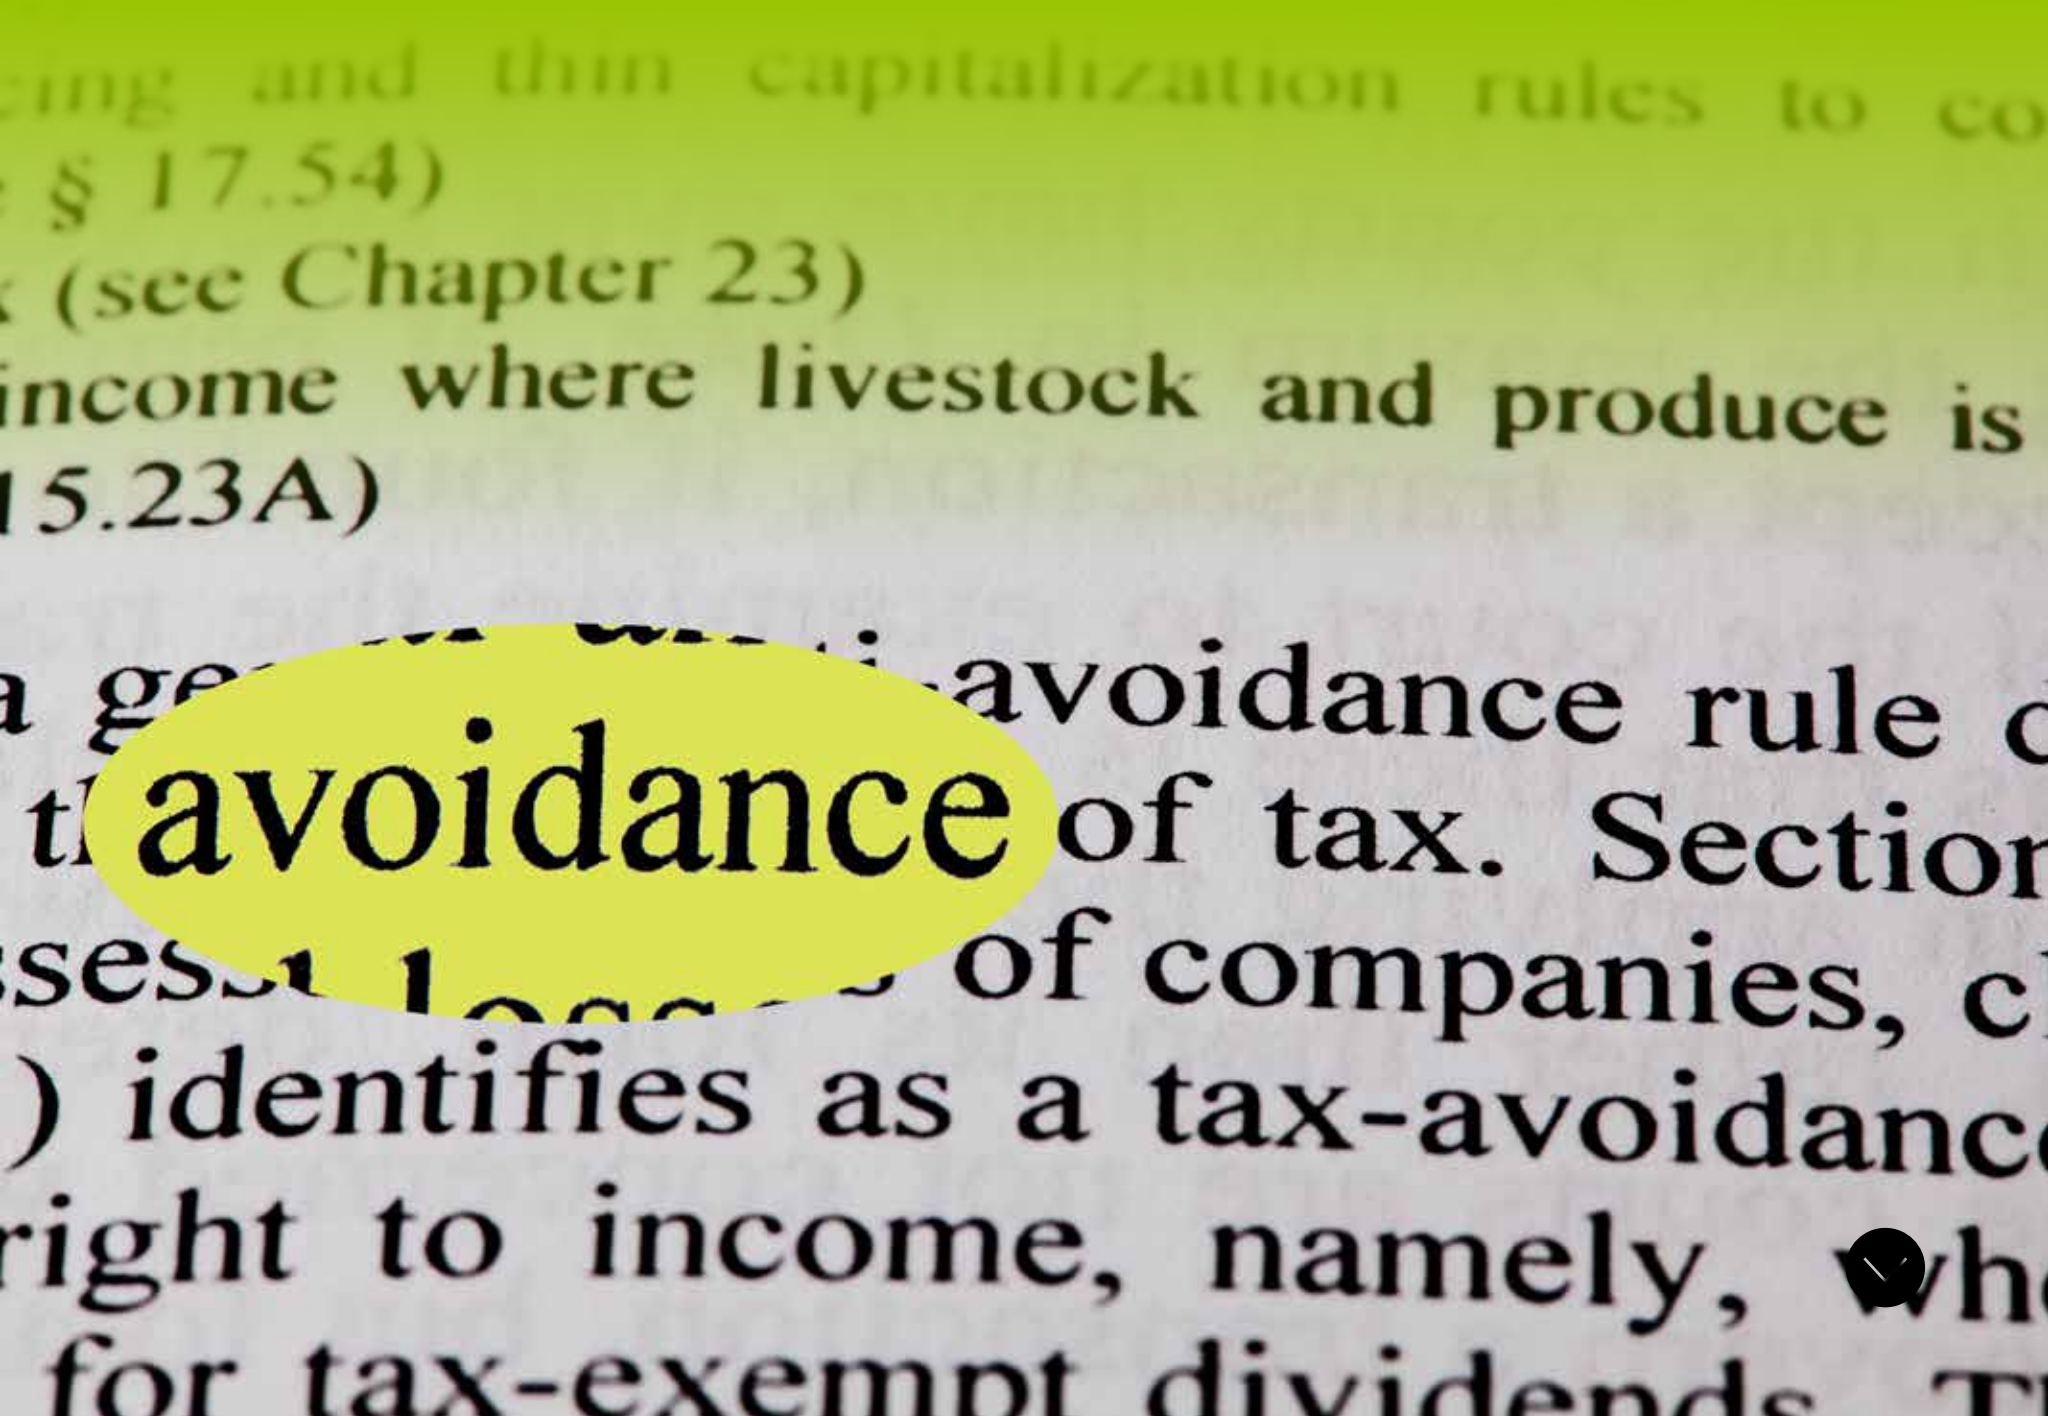 and thin capitalization rules to
§ 17.54)
(see Chapter 23)
income where livestock and produce is
15.23A)
a avoidance rule
avoidance of tax. Section
losses of companies,
) identifies as a tax-avoidance
right to income, namely,
for tax-exempt dividends.